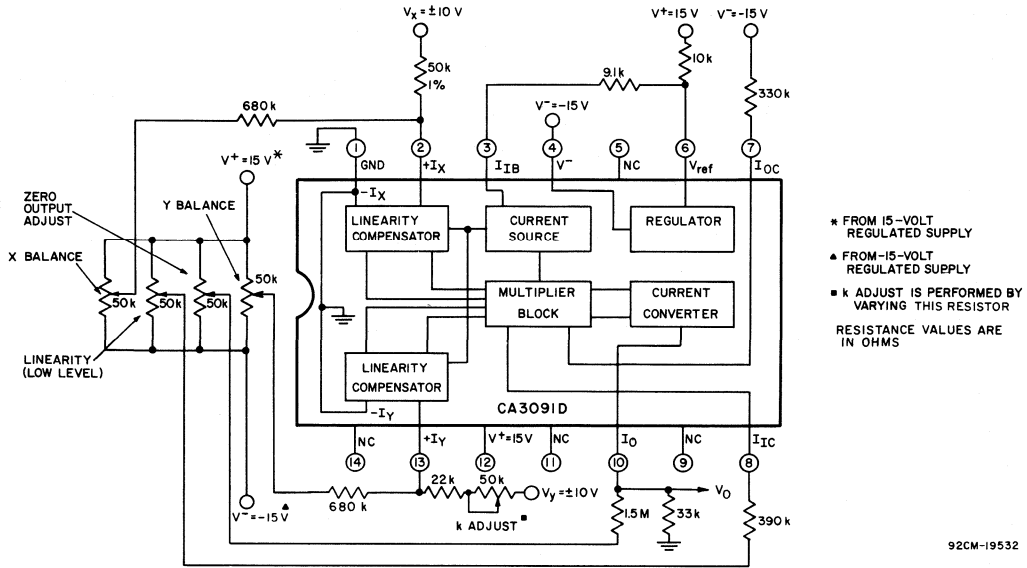 Vx = ±10 V
V+ = 15 V
V- = -15 V
50k
1%
10k
9.1k
330k
680k
V- = -15 V
1
2
3
4
5
6
7
GND
+IX
IIB
V-
NC
Vref
IOC
V+ = 15 V*
ZERO
OUTPUT
ADJUST
Y BALANCE
X BALANCE
50k
50k
50k
50k
LINEARITY
(LOW LEVEL)
-IX
LINEARITY
COMPENSATOR
CURRENT
SOURCE
REGULATOR
MULTIPLIER
BLOCK
CURRENT
CONVERTER
LINEARITY
COMPENSATOR
-IY
CA3091D
* FROM 15-VOLT
REGULATED SUPPLY
▲ FROM-15-VOLT
REGULATED SUPPLY
■ k ADJUST IS PERFORMED BY
VARYING THIS RESISTOR
RESISTANCE VALUES ARE
IN OHMS
NC
+IY
V+=15V
NC
IO
NC
IIC
14
13
12
11
10
9
8
V- = -15 V▲
680 k
22k
50k
Vy = ±10V
k ADJUST■
1.5M
33k
VO
390k
92CM-19532